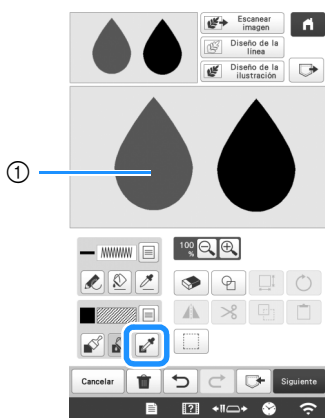 Escanear
imagen
Diseño de la
línea
Diseño de la
ilustración
①
100
%
Cancelar
Siguiente